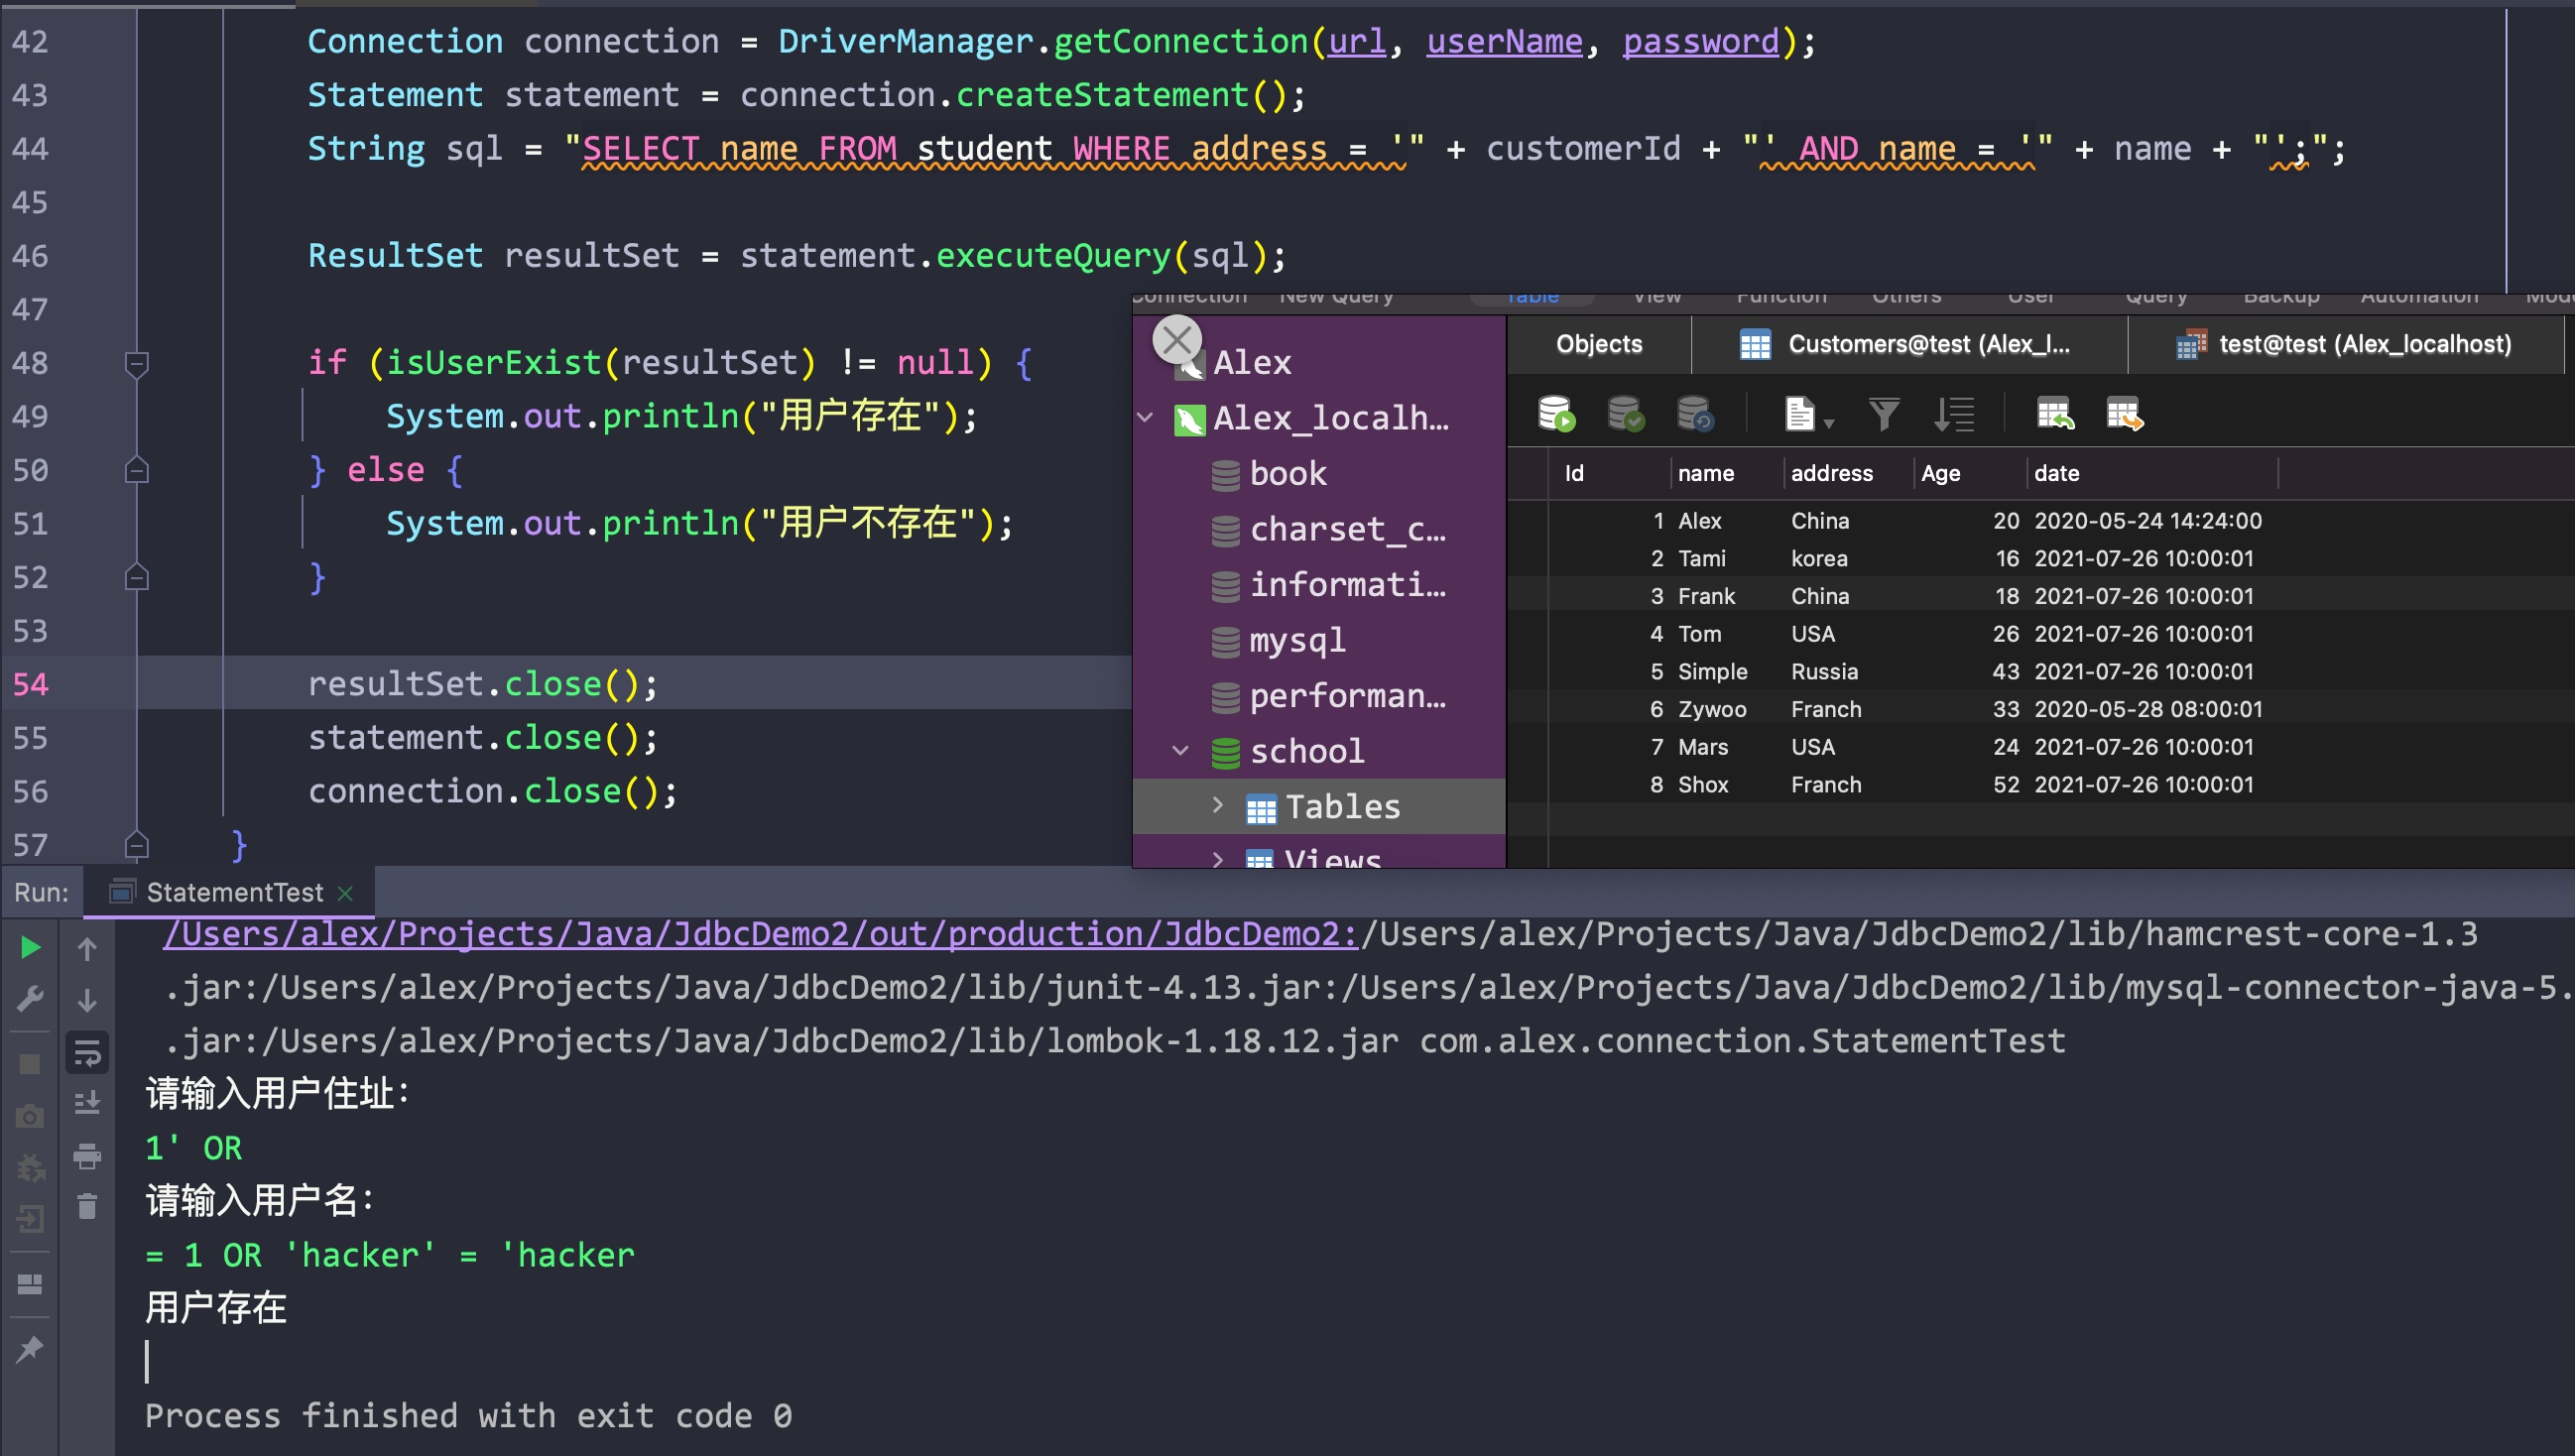 42 Connection connection = DriverManager.getConnection(url, userName, password);
43 Statement statement = connection.createStatement();
44 String sql = "SELECT name FROM student WHERE address = '" + customerId + "' AND name = '" + name + "';";
45
46 ResultSet resultSet = statement.executeQuery(sql);
47
48 if (isUserExist(resultSet) != null) {
49 System.out.println("用户存在");
50 } else {
51 System.out.println("用户不存在");
52 }
53
54 resultSet.close();
55 statement.close();
56 connection.close();
57 }
Connection New Query Table View Function Others User Query Backup Automation
Alex
Alex_localh…
book
charset_c…
informati…
mysql
performan…
school
Tables
Views
Objects Customers@test (Alex_l... test@test (Alex_localhost)
Id name address Age date
1 Alex China 20 2020-05-24 14:24:00
2 Tami korea 16 2021-07-26 10:00:01
3 Frank China 18 2021-07-26 10:00:01
4 Tom USA 26 2021-07-26 10:00:01
5 Simple Russia 43 2021-07-26 10:00:01
6 Zywoo Franch 33 2020-05-28 08:00:01
7 Mars USA 24 2021-07-26 10:00:01
8 Shox Franch 52 2021-07-26 10:00:01
Run: StatementTest
/Users/alex/Projects/Java/JdbcDemo2/out/production/JdbcDemo2:/Users/alex/Projects/Java/JdbcDemo2/lib/hamcrest-core-1.3
.jar:/Users/alex/Projects/Java/JdbcDemo2/lib/junit-4.13.jar:/Users/alex/Projects/Java/JdbcDemo2/lib/mysql-connector-java-5.
.jar:/Users/alex/Projects/Java/JdbcDemo2/lib/lombok-1.18.12.jar com.alex.connection.StatementTest
请输入用户住址：
1' OR
请输入用户名：
= 1 OR 'hacker' = 'hacker
用户存在
Process finished with exit code 0